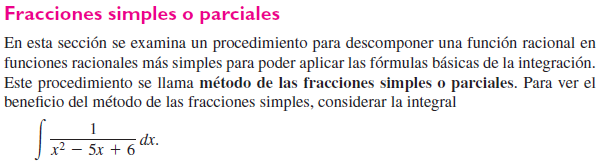 Fracciones simples o parciales
En esta sección se examina un procedimiento para descomponer una función racional en
funciones racionales más simples para poder aplicar las fórmulas básicas de la integración.
Este procedimiento se llama método de las fracciones simples o parciales. Para ver el
beneficio del método de las fracciones simples, considerar la integral
∫ 1/(x² − 5x + 6) dx.